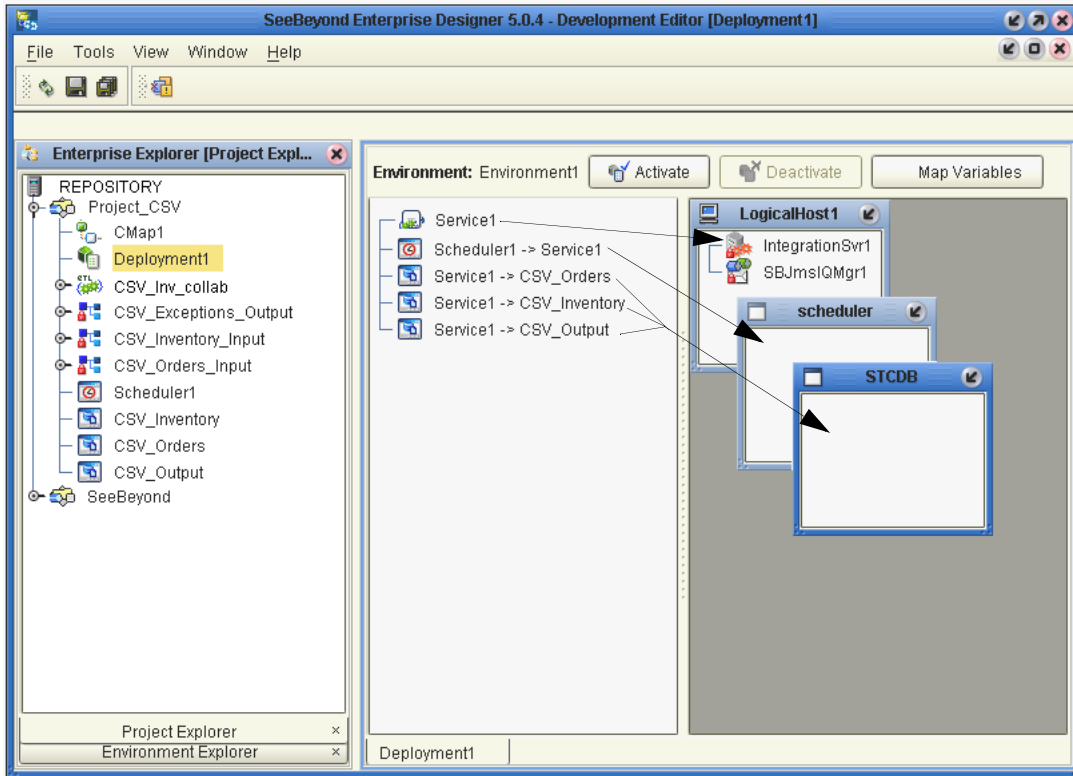 SeeBeyond Enterprise Designer 5.0.4 - Development Editor [Deployment1]
File Tools View Window Help
Enterprise Explorer [Project Expl...
REPOSITORY
Project_CSV
CMap1
Deployment1
CSV_Inv_collab
CSV_Exceptions_Output
CSV_Inventory_Input
CSV_Orders_Input
Scheduler1
CSV_Inventory
CSV_Orders
CSV_Output
SeeBeyond
Project Explorer
Environment Explorer
Environment: Environment1 Activate Deactivate Map Variables
Service1
Scheduler1 -> Service1
Service1 -> CSV_Orders
Service1 -> CSV_Inventory
Service1 -> CSV_Output
LogicalHost1
IntegrationSvr1
SBJmsIQMgr1
scheduler
STCDB
Deployment1